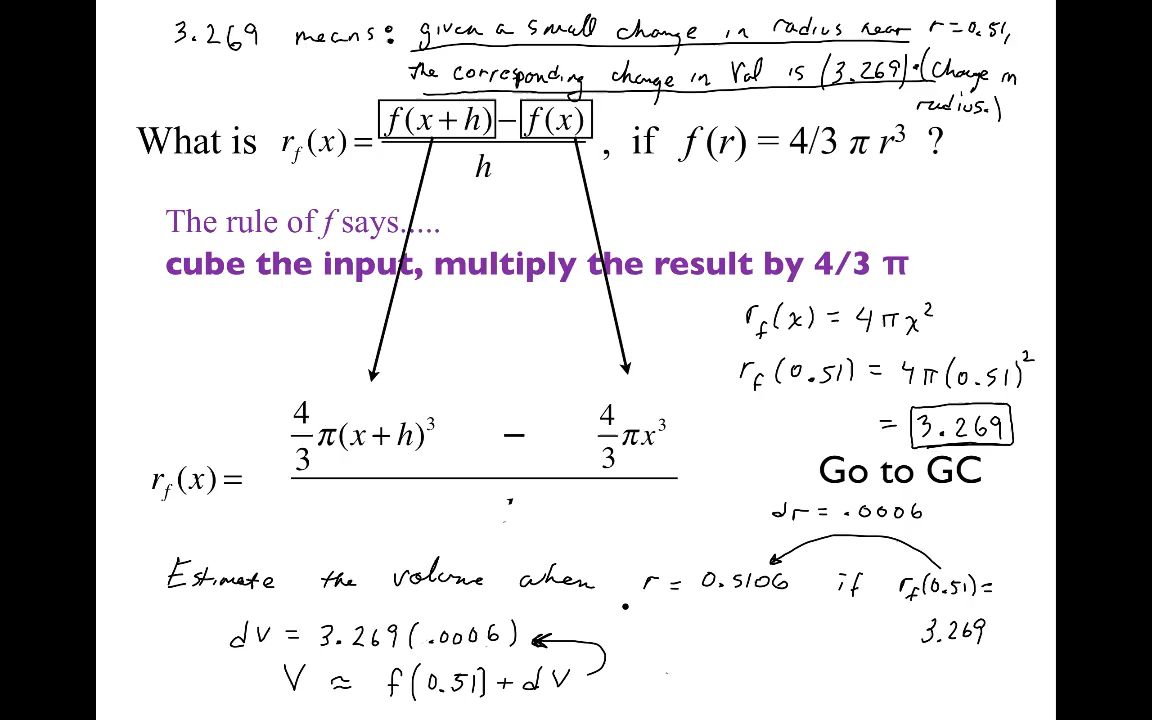 3.269 means: given a small change in radius near r = 0.51,
the corresponding change in Vol is (3.269)•(change in
radius.)
What is r_f(x) = (f(x+h) − f(x)) / h , if f(r) = 4/3 π r³ ?
The rule of f says.....
cube the input, multiply the result by 4/3 π
r_f(x) = 4πx²
r_f(0.51) = 4π(0.51)²
= 3.269
Go to GC
r_f(x) = 4/3 π(x+h)³ − 4/3 πx³
dr = .0006
Estimate the volume when r = 0.5106 if r_f(0.51) =
3.269
dV = 3.269(.0006)
V ≈ f(0.51) + dV